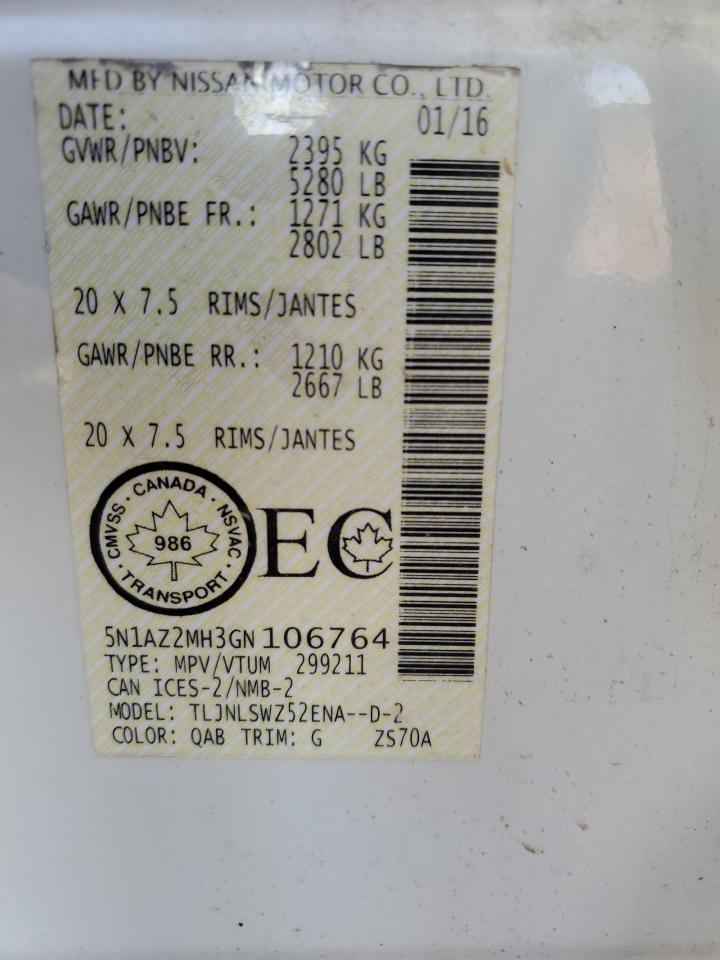 MFD BY NISSAN MOTOR CO., LTD.
DATE: 01/16
GVWR/PNBV: 2395 KG
5280 LB
GAWR/PNBE FR.: 1271 KG
2802 LB
20 X 7.5 RIMS/JANTES
GAWR/PNBE RR.: 1210 KG
2667 LB
20 X 7.5 RIMS/JANTES
CMVSS · CANADA · NSVAC · TRANSPORT ·
986
EC
5N1AZ2MH3GN106764
TYPE: MPV/VTUM 299211
CAN ICES-2/NMB-2
MODEL: TLJNLSWZ52ENA--D-2
COLOR: QAB TRIM: G ZS70A